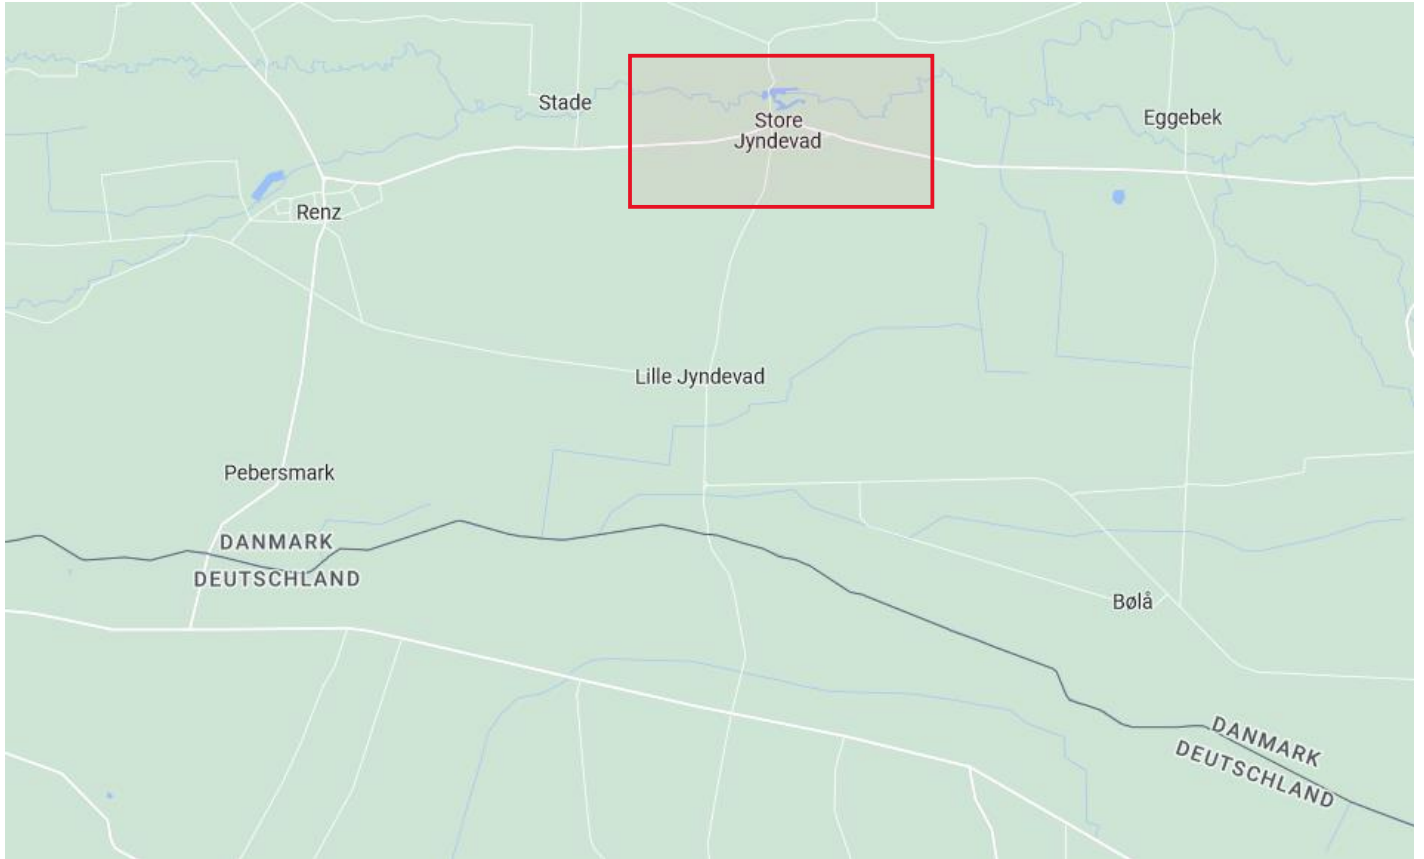 Stade
Store
Jyndevad
Eggebek
Renz
Lille Jyndevad
Pebersmark
DANMARK
DEUTSCHLAND
Bølå
DANMARK
DEUTSCHLAND